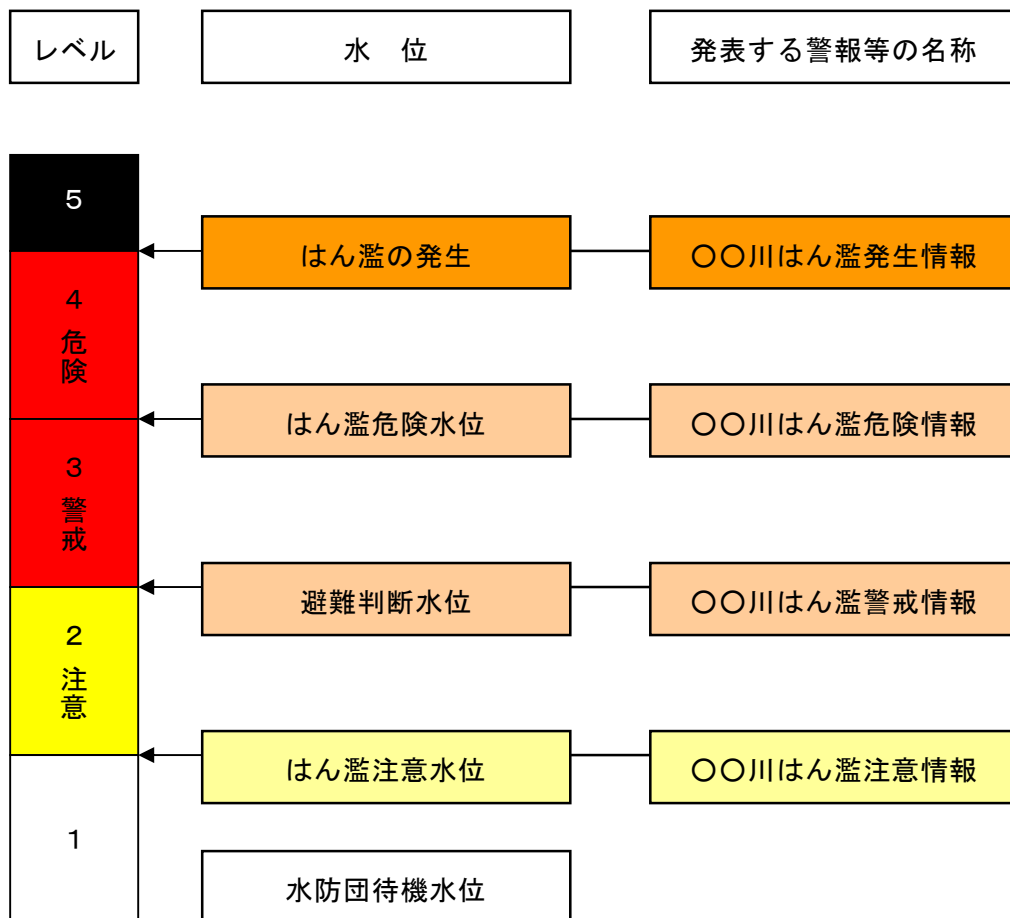 レベル
水　位
発表する警報等の名称
５
はん濫の発生
〇〇川はん濫発生情報
４
危険
はん濫危険水位
〇〇川はん濫危険情報
３
警戒
避難判断水位
〇〇川はん濫警戒情報
２
注意
はん濫注意水位
〇〇川はん濫注意情報
１
水防団待機水位